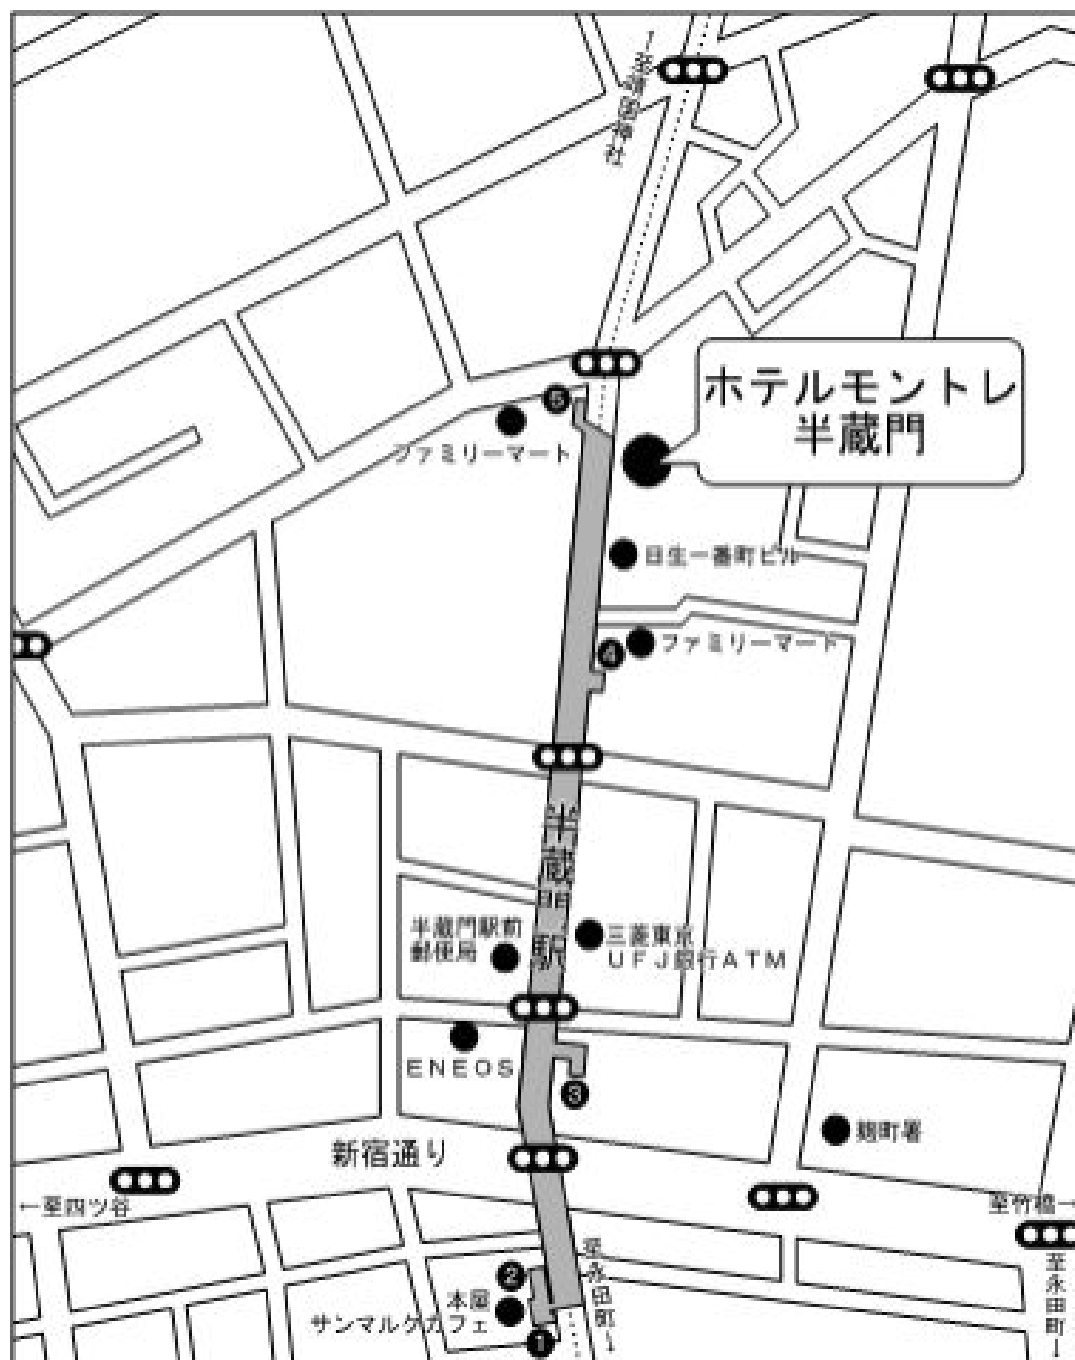 ←至靖国神社
ホテルモントレ
半蔵門
5
ファミリーマート
日生一番町ビル
4
ファミリーマート
半蔵門駅
半蔵門駅前
郵便局
三菱東京
UFJ銀行ATM
ENEOS
3
麹町署
新宿通り
←至四ツ谷
至竹橋→
至永田町→
至永田町→
2
本屋
サンマルクカフェ
1